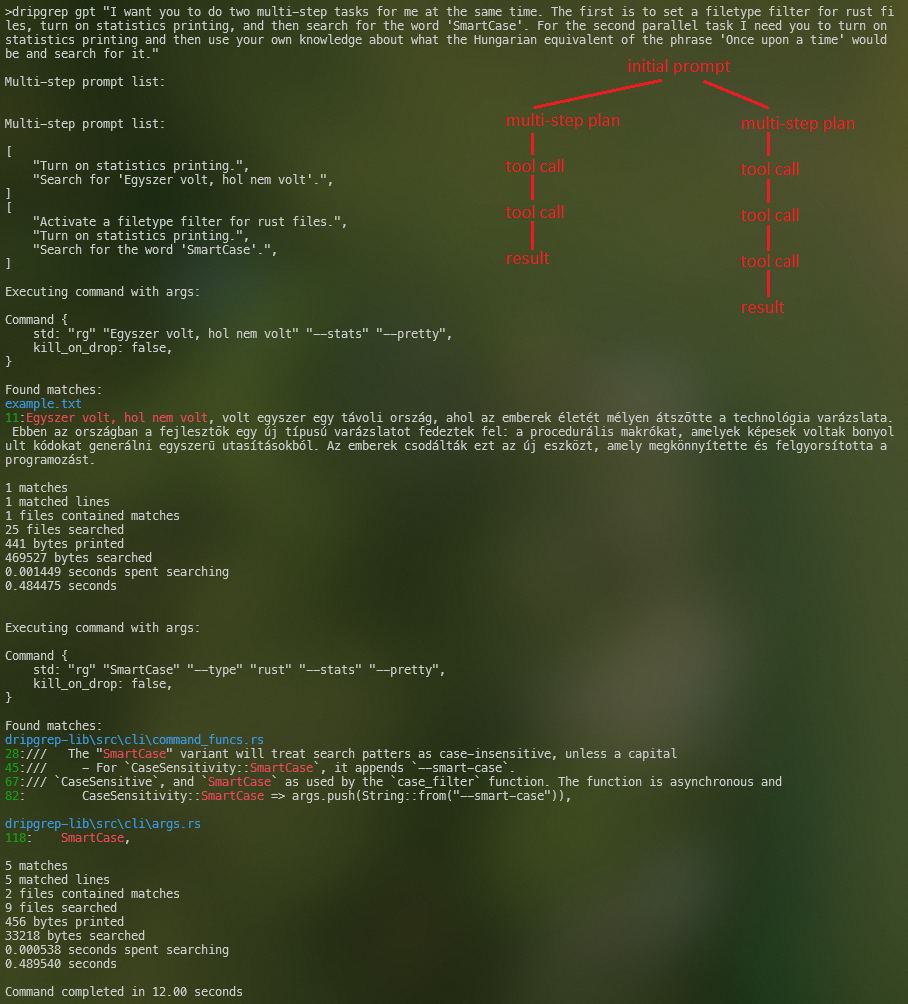 >dripgrep gpt "I want you to do two multi-step tasks for me at the same time. The first is to set a filetype filter for rust fi
les, turn on statistics printing, and then search for the word 'SmartCase'. For the second parallel task I need you to turn on
statistics printing and then use your own knowledge about what the Hungarian equivalent of the phrase 'Once upon a time' would
be and search for it."
initial prompt
Multi-step prompt list:
multi-step plan
multi-step plan
Multi-step prompt list:
[
"Turn on statistics printing.",
tool call
tool call
"Search for 'Egyszer volt, hol nem volt'.",
]
[
tool call
tool call
"Activate a filetype filter for rust files.",
"Turn on statistics printing.",
"Search for the word 'SmartCase'.",
result
tool call
]
Executing command with args:
result
Command {
std: "rg" "Egyszer volt, hol nem volt" "--stats" "--pretty",
kill_on_drop: false,
}
Found matches:
example.txt
11:Egyszer volt, hol nem volt, volt egyszer egy távoli ország, ahol az emberek életét mélyen átszőtte a technológia varázslata.
Ebben az országban a fejlesztők egy új típusú varázslatot fedeztek fel: a procedurális makrókat, amelyek képesek voltak bonyol
ult kódokat generálni egyszerű utasításokból. Az emberek csodálták ezt az új eszközt, amely megkönnyítette és felgyorsította a
programozást.
1 matches
1 matched lines
1 files contained matches
25 files searched
441 bytes printed
469527 bytes searched
0.001449 seconds spent searching
0.484475 seconds
Executing command with args:
Command {
std: "rg" "SmartCase" "--type" "rust" "--stats" "--pretty",
kill_on_drop: false,
}
Found matches:
dripgrep-lib\src\cli\command_funcs.rs
28:///   The "SmartCase" variant will treat search patters as case-insensitive, unless a capital
45:///     - For `CaseSensitivity::SmartCase`, it appends `--smart-case`.
67:/// `CaseSensitive`, and `SmartCase` as used by the `case_filter` function. The function is asynchronous and
82:        CaseSensitivity::SmartCase => args.push(String::from("--smart-case")),
dripgrep-lib\src\cli\args.rs
118:    SmartCase,
5 matches
5 matched lines
2 files contained matches
9 files searched
456 bytes printed
33218 bytes searched
0.000538 seconds spent searching
0.489540 seconds
Command completed in 12.00 seconds